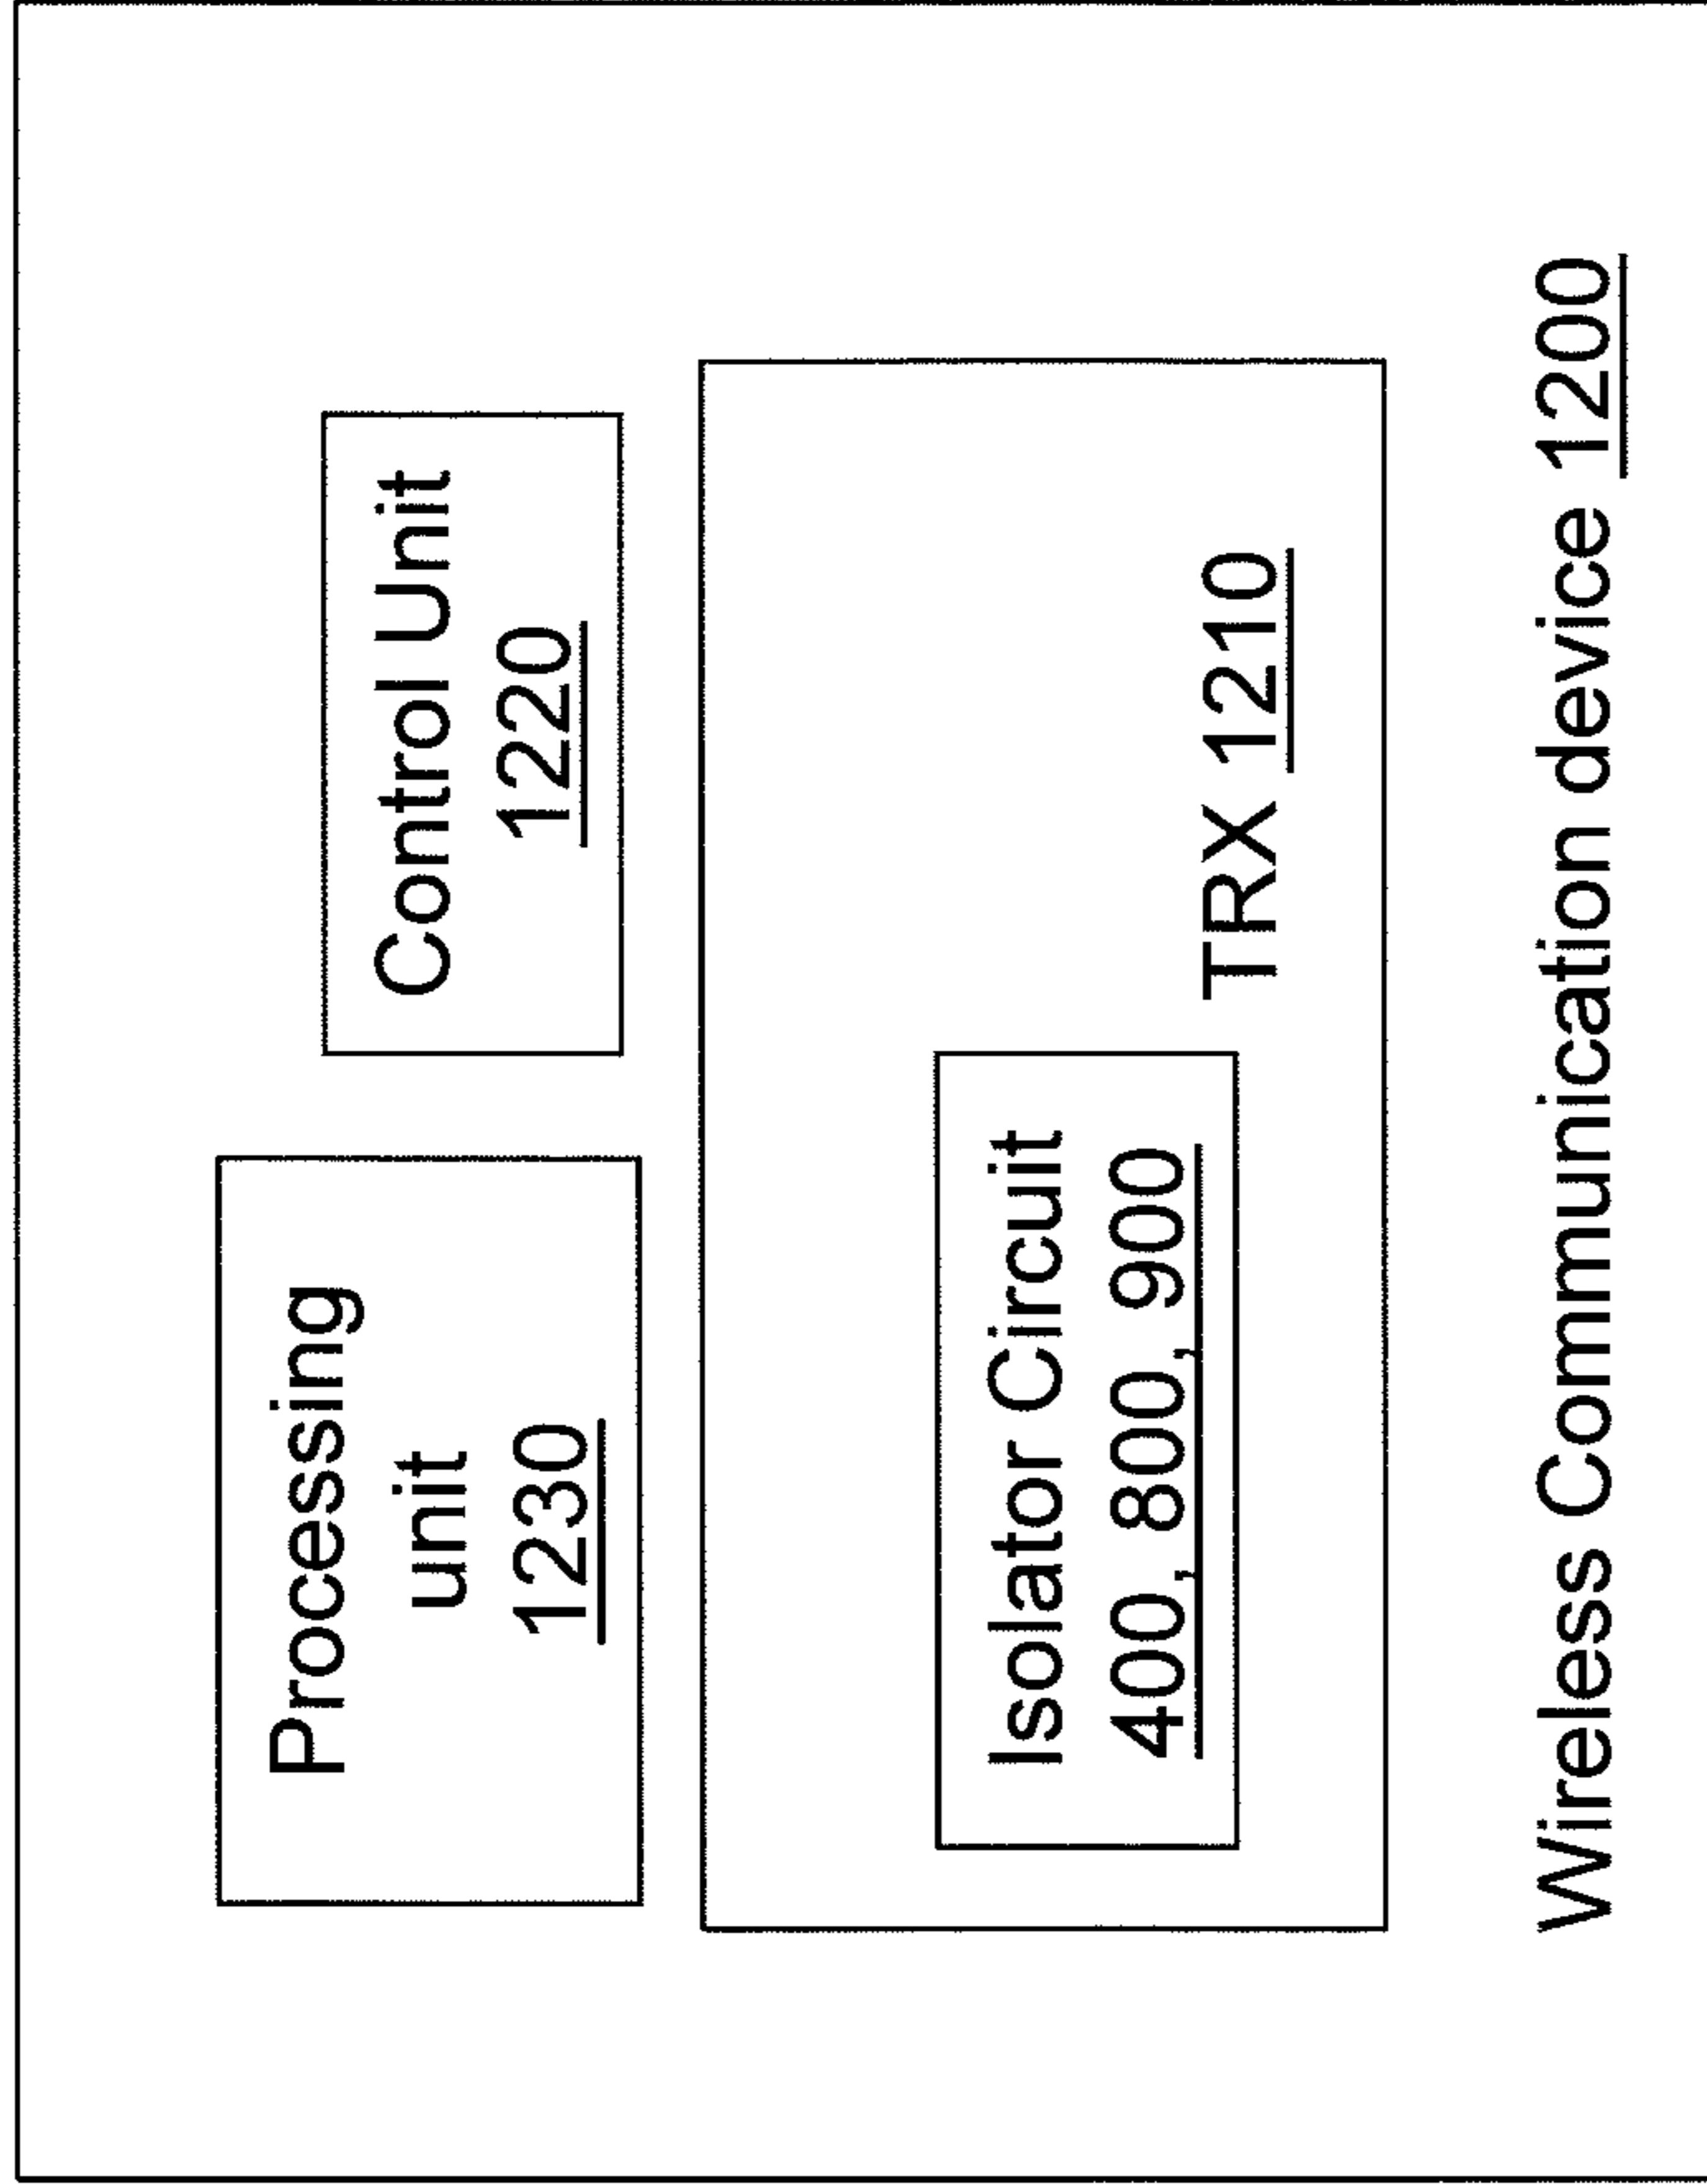 Processing
unit
1230
Control Unit
1220
Isolator Circuit
400, 800, 900
TRX 1210
Wireless Communication device 1200